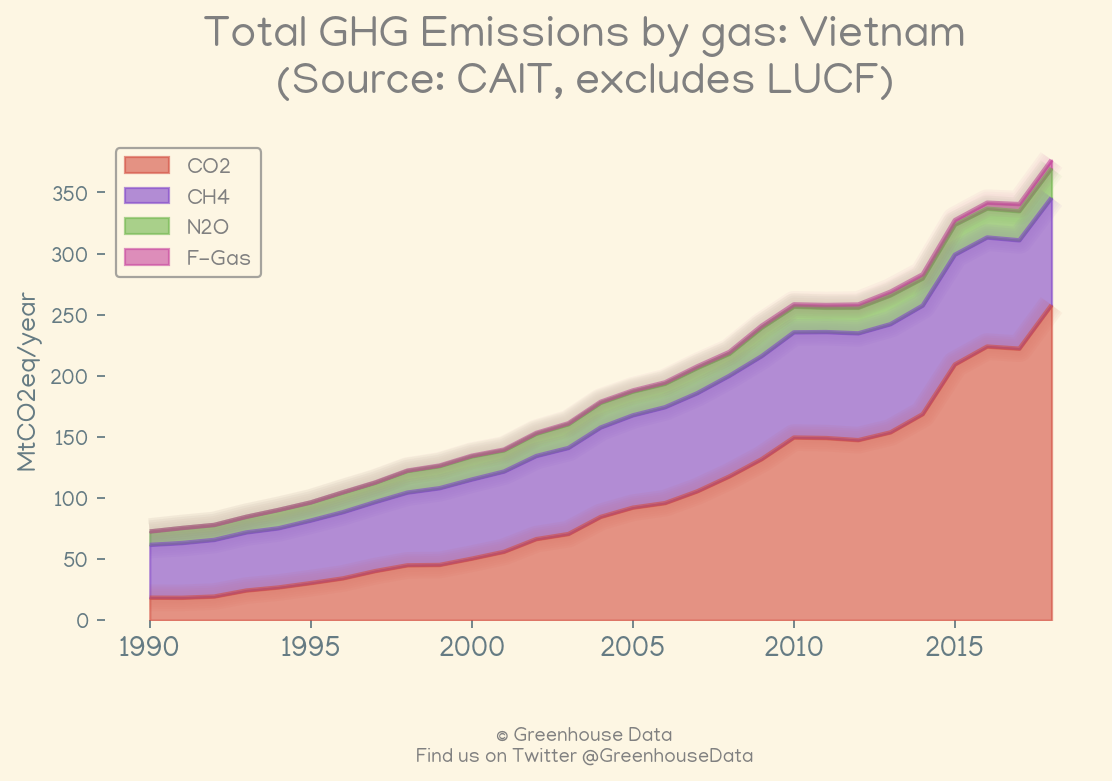 Total GHG Emissions by gas: Vietnam
(Source: CAIT, excludes LUCF)
CO2
CH4
N2O
F-Gas
MtCO2eq/year
350
300
250
200
150
100
50
0
1990
1995
2000
2005
2010
2015
© Greenhouse Data
Find us on Twitter @GreenhouseData